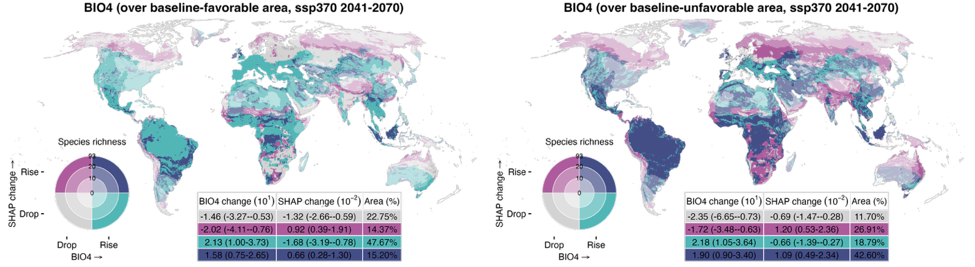 BIO4 (over baseline-favorable area, ssp370 2041-2070)
Species richness
99
20
10
0
SHAP change →
Rise
Drop
Drop
Rise
BIO4 →
BIO4 change (10¹) SHAP change (10⁻²) Area (%)
-1.46 (-3.27--0.53) -1.32 (-2.66--0.59) 22.75%
-2.02 (-4.11--0.76) 0.92 (0.39-1.91) 14.37%
2.13 (1.00-3.73) -1.68 (-3.19--0.78) 47.67%
1.58 (0.75-2.65) 0.66 (0.28-1.30) 15.20%
BIO4 (over baseline-unfavorable area, ssp370 2041-2070)
Species richness
20
10
0
SHAP change →
Rise
Drop
Drop
Rise
BIO4 →
BIO4 change (10¹) SHAP change (10⁻²) Area (%)
-2.35 (-6.65--0.73) -0.69 (-1.47--0.28) 11.70%
-1.72 (-3.48--0.63) 1.20 (0.53-2.36) 26.91%
2.18 (1.05-3.64) -0.66 (-1.39--0.27) 18.79%
1.90 (0.90-3.40) 1.09 (0.49-2.34) 42.60%